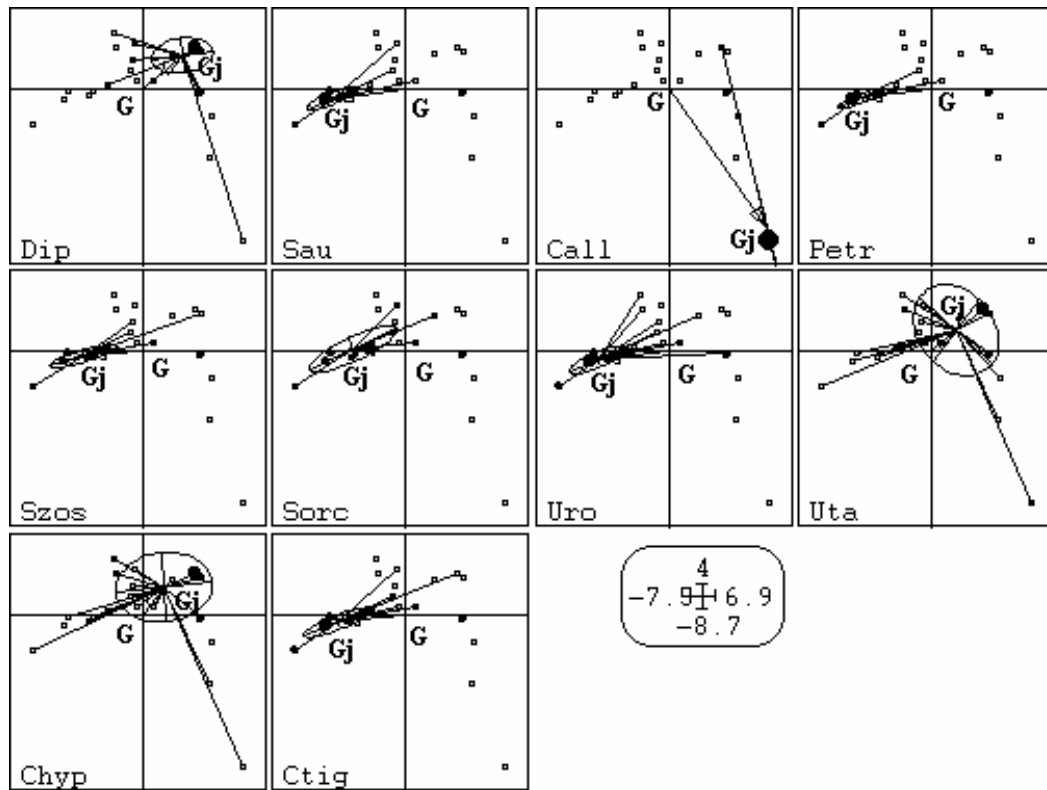 Gj
G
Dip
Gj
G
Sau
G
Gj
Call
Gj
G
Petr
Gj
G
Szos
Gj
G
Sorc
Gj
G
Uro
Gj
G
Uta
Gj
G
Chyp
Gj
G
Ctig
4
-7.9 6.9
-8.7